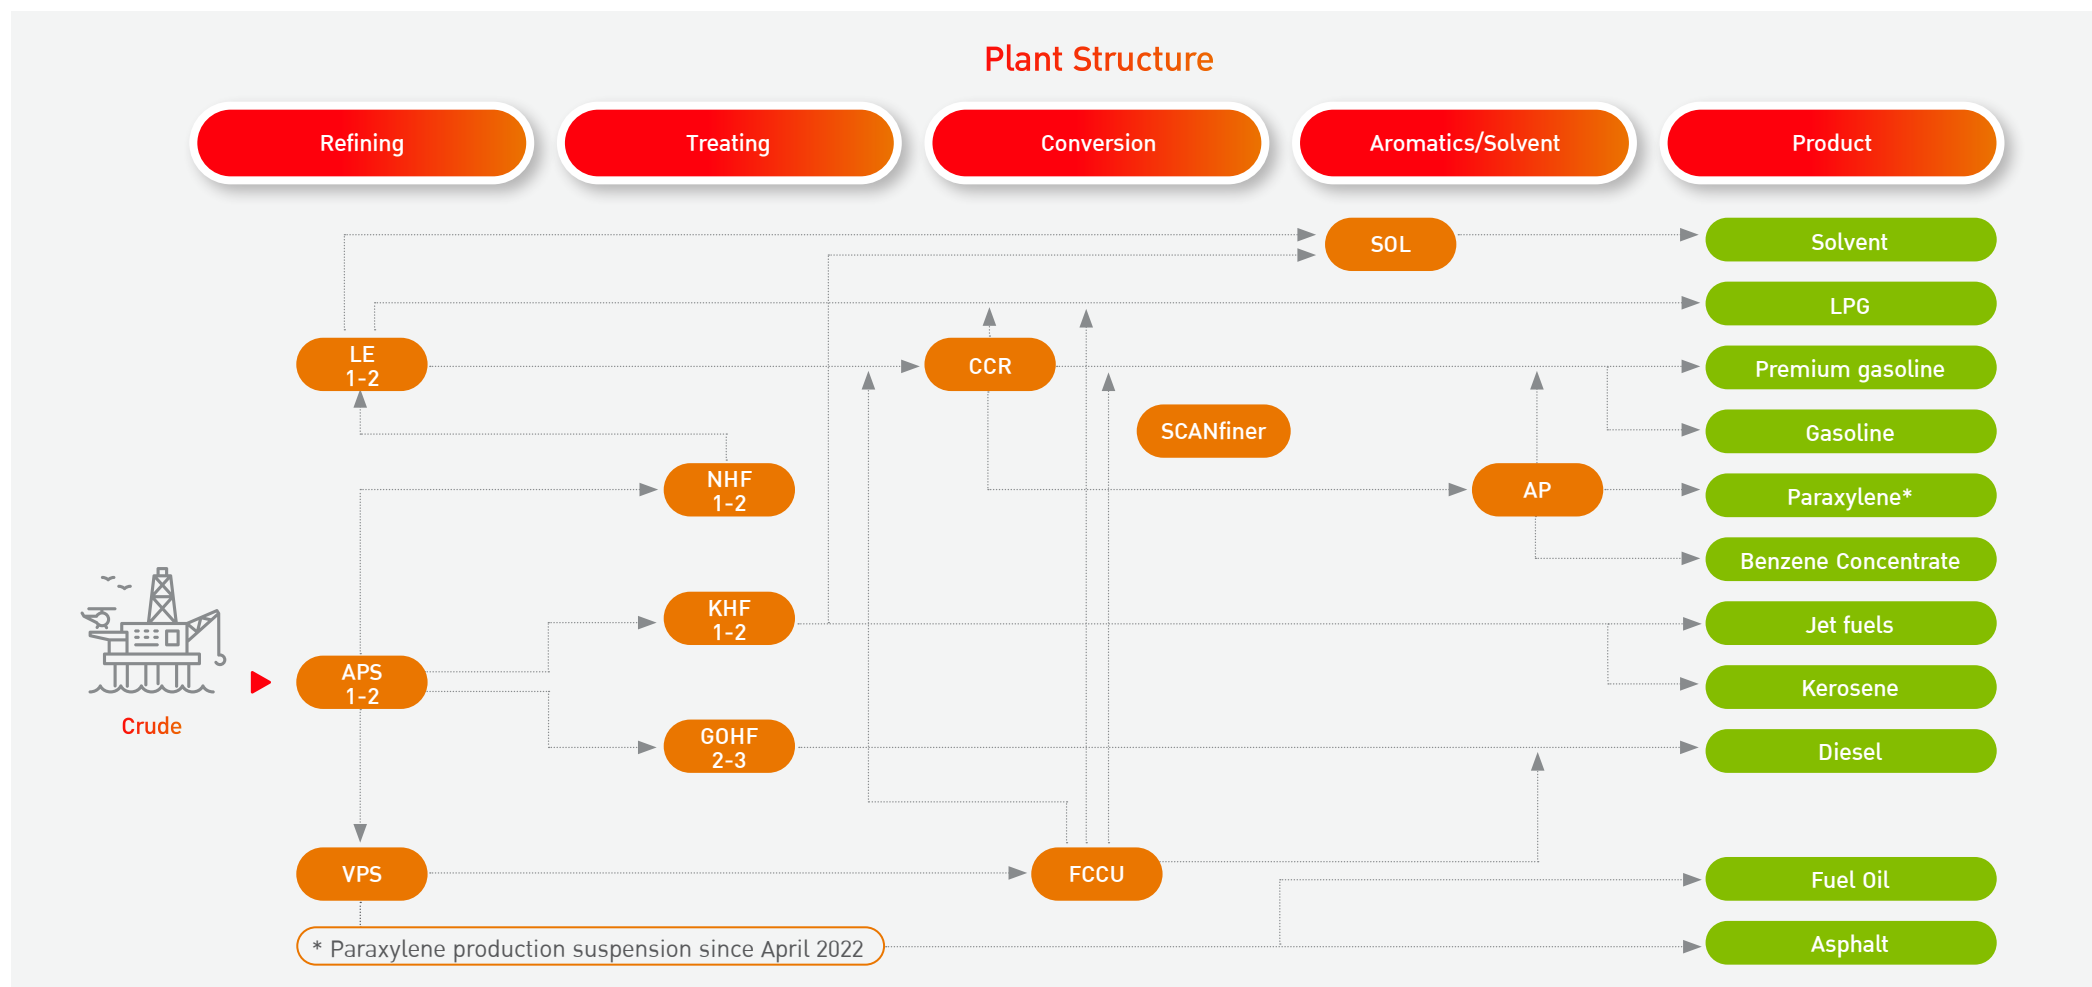 Plant Structure
Refining
Treating
Conversion
Aromatics/Solvent
Product
SOL
Solvent
LPG
LE
1-2
CCR
Premium gasoline
SCANfiner
Gasoline
NHF
1-2
AP
Paraxylene*
Benzene Concentrate
KHF
1-2
Jet fuels
APS
1-2
Kerosene
Crude
GOHF
2-3
Diesel
VPS
FCCU
Fuel Oil
* Paraxylene production suspension since April 2022
Asphalt